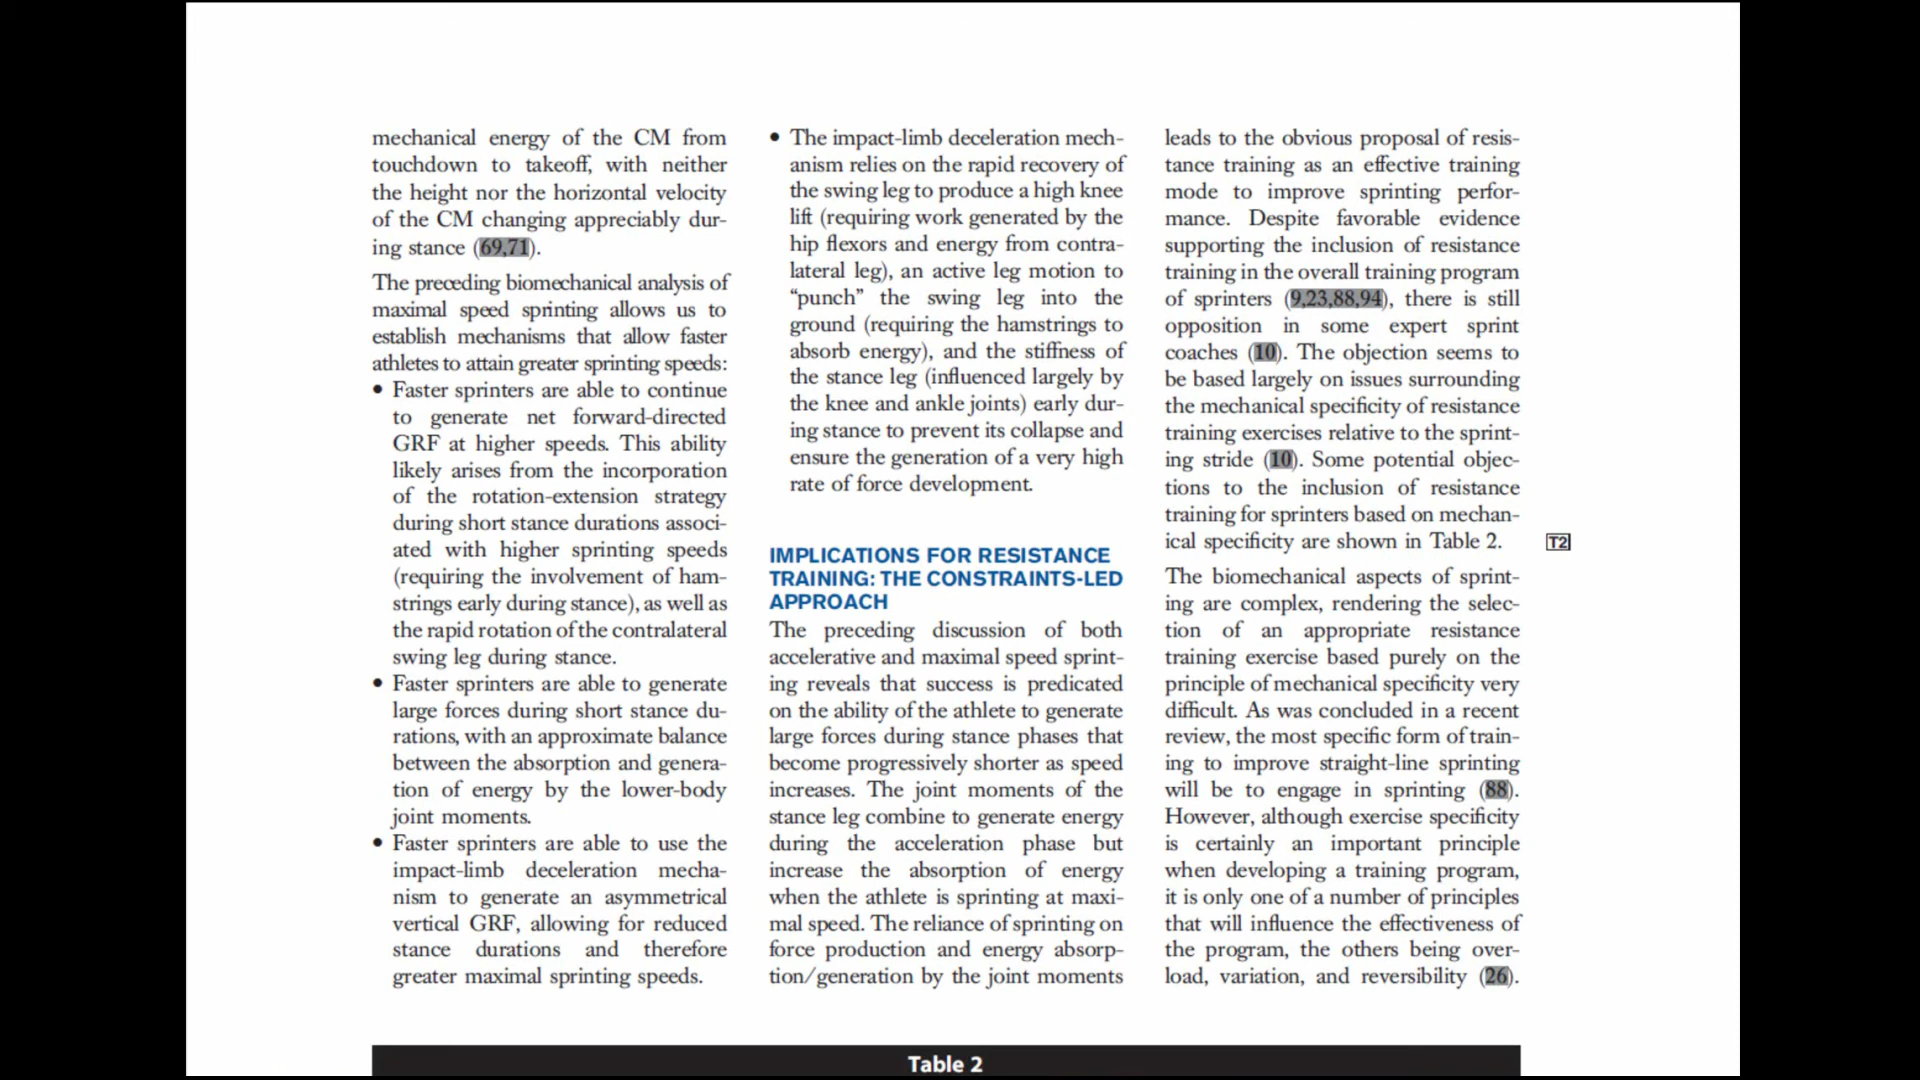 mechanical energy of the CM from
touchdown to takeoff, with neither
the height nor the horizontal velocity
of the CM changing appreciably dur-
ing stance (69,71).
The preceding biomechanical analysis of
maximal speed sprinting allows us to
establish mechanisms that allow faster
athletes to attain greater sprinting speeds:
• Faster sprinters are able to continue
to generate net forward-directed
GRF at higher speeds. This ability
likely arises from the incorporation
of the rotation-extension strategy
during short stance durations associ-
ated with higher sprinting speeds
(requiring the involvement of ham-
strings early during stance), as well as
the rapid rotation of the contralateral
swing leg during stance.
• Faster sprinters are able to generate
large forces during short stance du-
rations, with an approximate balance
between the absorption and genera-
tion of energy by the lower-body
joint moments.
• Faster sprinters are able to use the
impact-limb deceleration mecha-
nism to generate an asymmetrical
vertical GRF, allowing for reduced
stance durations and therefore
greater maximal sprinting speeds.
• The impact-limb deceleration mech-
anism relies on the rapid recovery of
the swing leg to produce a high knee
lift (requiring work generated by the
hip flexors and energy from contra-
lateral leg), an active leg motion to
“punch” the swing leg into the
ground (requiring the hamstrings to
absorb energy), and the stiffness of
the stance leg (influenced largely by
the knee and ankle joints) early dur-
ing stance to prevent its collapse and
ensure the generation of a very high
rate of force development.
IMPLICATIONS FOR RESISTANCE
TRAINING: THE CONSTRAINTS-LED
APPROACH
The preceding discussion of both
accelerative and maximal speed sprint-
ing reveals that success is predicated
on the ability of the athlete to generate
large forces during stance phases that
become progressively shorter as speed
increases. The joint moments of the
stance leg combine to generate energy
during the acceleration phase but
increase the absorption of energy
when the athlete is sprinting at maxi-
mal speed. The reliance of sprinting on
force production and energy absorp-
tion/generation by the joint moments
leads to the obvious proposal of resis-
tance training as an effective training
mode to improve sprinting perfor-
mance. Despite favorable evidence
supporting the inclusion of resistance
training in the overall training program
of sprinters (9,23,88,94), there is still
opposition in some expert sprint
coaches (10). The objection seems to
be based largely on issues surrounding
the mechanical specificity of resistance
training exercises relative to the sprint-
ing stride (10). Some potential objec-
tions to the inclusion of resistance
training for sprinters based on mechan-
ical specificity are shown in Table 2.
T2
The biomechanical aspects of sprint-
ing are complex, rendering the selec-
tion of an appropriate resistance
training exercise based purely on the
principle of mechanical specificity very
difficult. As was concluded in a recent
review, the most specific form of train-
ing to improve straight-line sprinting
will be to engage in sprinting (88).
However, although exercise specificity
is certainly an important principle
when developing a training program,
it is only one of a number of principles
that will influence the effectiveness of
the program, the others being over-
load, variation, and reversibility (26).
Table 2